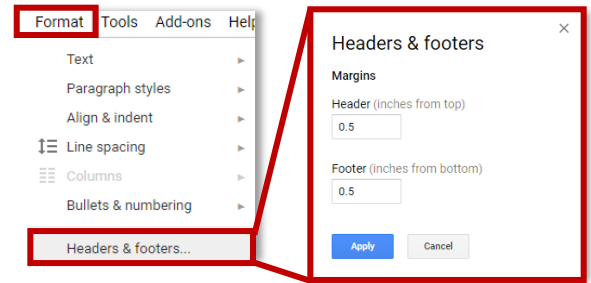 Format Tools Add-ons Help
Text
Paragraph styles
Align & indent
Line spacing
Columns
Bullets & numbering
Headers & footers...
Headers & footers
Margins
Header (inches from top)
0.5
Footer (inches from bottom)
0.5
Apply Cancel